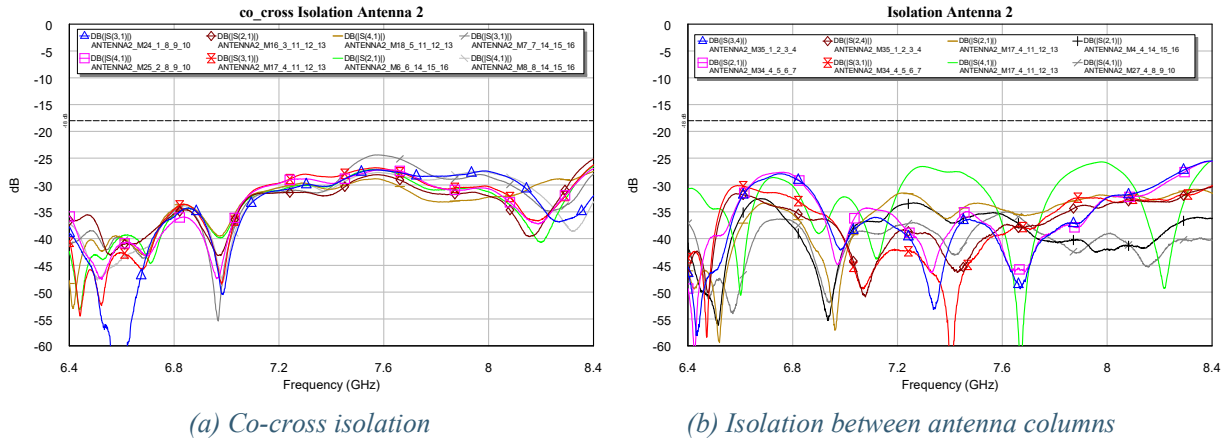 co_cross Isolation Antenna 2
DB(|S(3,1)|)
ANTENNA2_M24_1_8_9_10
DB(|S(2,1)|)
ANTENNA2_M16_3_11_12_13
DB(|S(4,1)|)
ANTENNA2_M18_5_11_12_13
DB(|S(3,1)|)
ANTENNA2_M7_7_14_15_16
DB(|S(4,1)|)
ANTENNA2_M25_2_8_9_10
DB(|S(3,1)|)
ANTENNA2_M17_4_11_12_13
DB(|S(2,1)|)
ANTENNA2_M6_6_14_15_16
DB(|S(4,1)|)
ANTENNA2_M8_8_14_15_16
0
-5
-10
-15
-20
-25
-30
-35
-40
-45
-50
-55
-60
dB
-18 dB
6.4
6.8
7.2
7.6
8
8.4
Frequency (GHz)
(a) Co-cross isolation
Isolation Antenna 2
DB(|S(3,4)|)
ANTENNA2_M35_1_2_3_4
DB(|S(2,4)|)
ANTENNA2_M35_1_2_3_4
DB(|S(2,1)|)
ANTENNA2_M17_4_11_12_13
DB(|S(2,1)|)
ANTENNA2_M4_4_14_15_16
DB(|S(2,1)|)
ANTENNA2_M34_4_5_6_7
DB(|S(3,1)|)
ANTENNA2_M34_4_5_6_7
DB(|S(4,1)|)
ANTENNA2_M17_4_11_12_13
DB(|S(4,1)|)
ANTENNA2_M27_4_8_9_10
0
-5
-10
-15
-20
-25
-30
-35
-40
-45
-50
-55
-60
dB
-18 dB
6.4
6.8
7.2
7.6
8
8.4
Frequency (GHz)
(b) Isolation between antenna columns